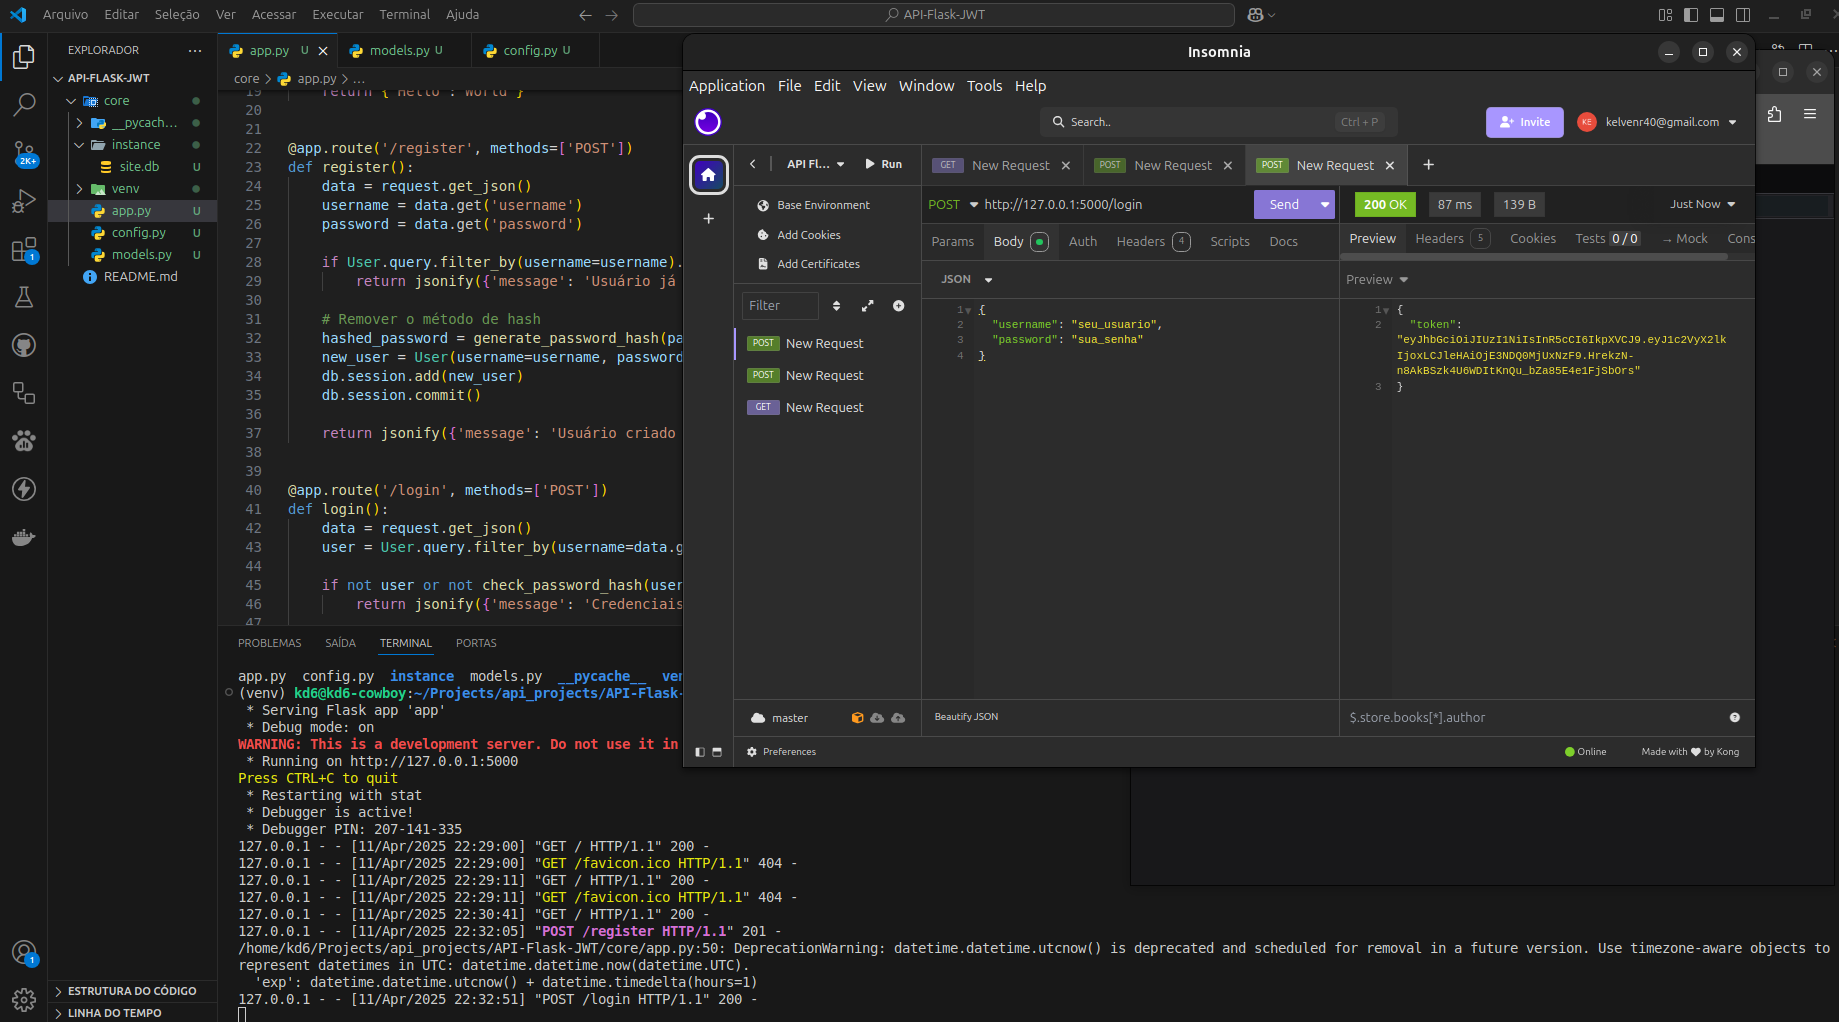 Arquivo Editar Seleção Ver Acessar Executar Terminal Ajuda
API-Flask-JWT
EXPLORADOR
API-FLASK-JWT
core
__pycach...
instance
site.db U
venv
app.py U
config.py U
models.py U
README.md
ESTRUTURA DO CÓDIGO
LINHA DO TEMPO
2K+
1
1
app.py U
models.py U
config.py U
core > app.py > ...
19 return {"Hello": World }
20
21
22 @app.route('/register', methods=['POST'])
23 def register():
24 data = request.get_json()
25 username = data.get('username')
26 password = data.get('password')
27
28 if User.query.filter_by(username=username).
29 return jsonify({'message': 'Usuário já
30
31 # Remover o método de hash
32 hashed_password = generate_password_hash(pa
33 new_user = User(username=username, password
34 db.session.add(new_user)
35 db.session.commit()
36
37 return jsonify({'message': 'Usuário criado
38
39
40 @app.route('/login', methods=['POST'])
41 def login():
42 data = request.get_json()
43 user = User.query.filter_by(username=data.g
44
45 if not user or not check_password_hash(user
46 return jsonify({'message': 'Credenciais
47
PROBLEMAS SAÍDA TERMINAL PORTAS
app.py config.py instance models.py __pycache__ ven
(venv) kd6@kd6-cowboy:~/Projects/api_projects/API-Flask-
* Serving Flask app 'app'
* Debug mode: on
WARNING: This is a development server. Do not use it in
* Running on http://127.0.0.1:5000
Press CTRL+C to quit
* Restarting with stat
* Debugger is active!
* Debugger PIN: 207-141-335
127.0.0.1 - - [11/Apr/2025 22:29:00] "GET / HTTP/1.1" 200 -
127.0.0.1 - - [11/Apr/2025 22:29:00] "GET /favicon.ico HTTP/1.1" 404 -
127.0.0.1 - - [11/Apr/2025 22:29:11] "GET / HTTP/1.1" 200 -
127.0.0.1 - - [11/Apr/2025 22:29:11] "GET /favicon.ico HTTP/1.1" 404 -
127.0.0.1 - - [11/Apr/2025 22:30:41] "GET / HTTP/1.1" 200 -
127.0.0.1 - - [11/Apr/2025 22:32:05] "POST /register HTTP/1.1" 201 -
/home/kd6/Projects/api_projects/API-Flask-JWT/core/app.py:50: DeprecationWarning: datetime.datetime.utcnow() is deprecated and scheduled for removal in a future version. Use timezone-aware objects to
represent datetimes in UTC: datetime.datetime.now(datetime.UTC).
'exp': datetime.datetime.utcnow() + datetime.timedelta(hours=1)
127.0.0.1 - - [11/Apr/2025 22:32:51] "POST /login HTTP/1.1" 200 -
Insomnia
Application File Edit View Window Tools Help
Search.. Ctrl + P
Invite
KE kelvenr40@gmail.com
API Fl... Run
Base Environment
Add Cookies
Add Certificates
Filter
POST New Request
POST New Request
GET New Request
master
Preferences
GET New Request
POST New Request
POST New Request
POST http://127.0.0.1:5000/login Send
Params Body Auth Headers 4 Scripts Docs
JSON
1 {
2 "username": "seu_usuario",
3 "password": "sua_senha"
4 }
Beautify JSON
200 OK 87 ms 139 B Just Now
Preview Headers 5 Cookies Tests 0 / 0 → Mock Cons
Preview
1 {
2 "token":
"eyJhbGciOiJIUzI1NiIsInR5cCI6IkpXVCJ9.eyJ1c2VyX2lk
IjoxLCJleHAiOjE3NDQ0MjUxNzF9.HrekzN-
n8AkBSzk4U6WDItKnQu_bZa85E4e1FjSbOrs"
3 }
$.store.books[*].author
Online Made with ❤ by Kong